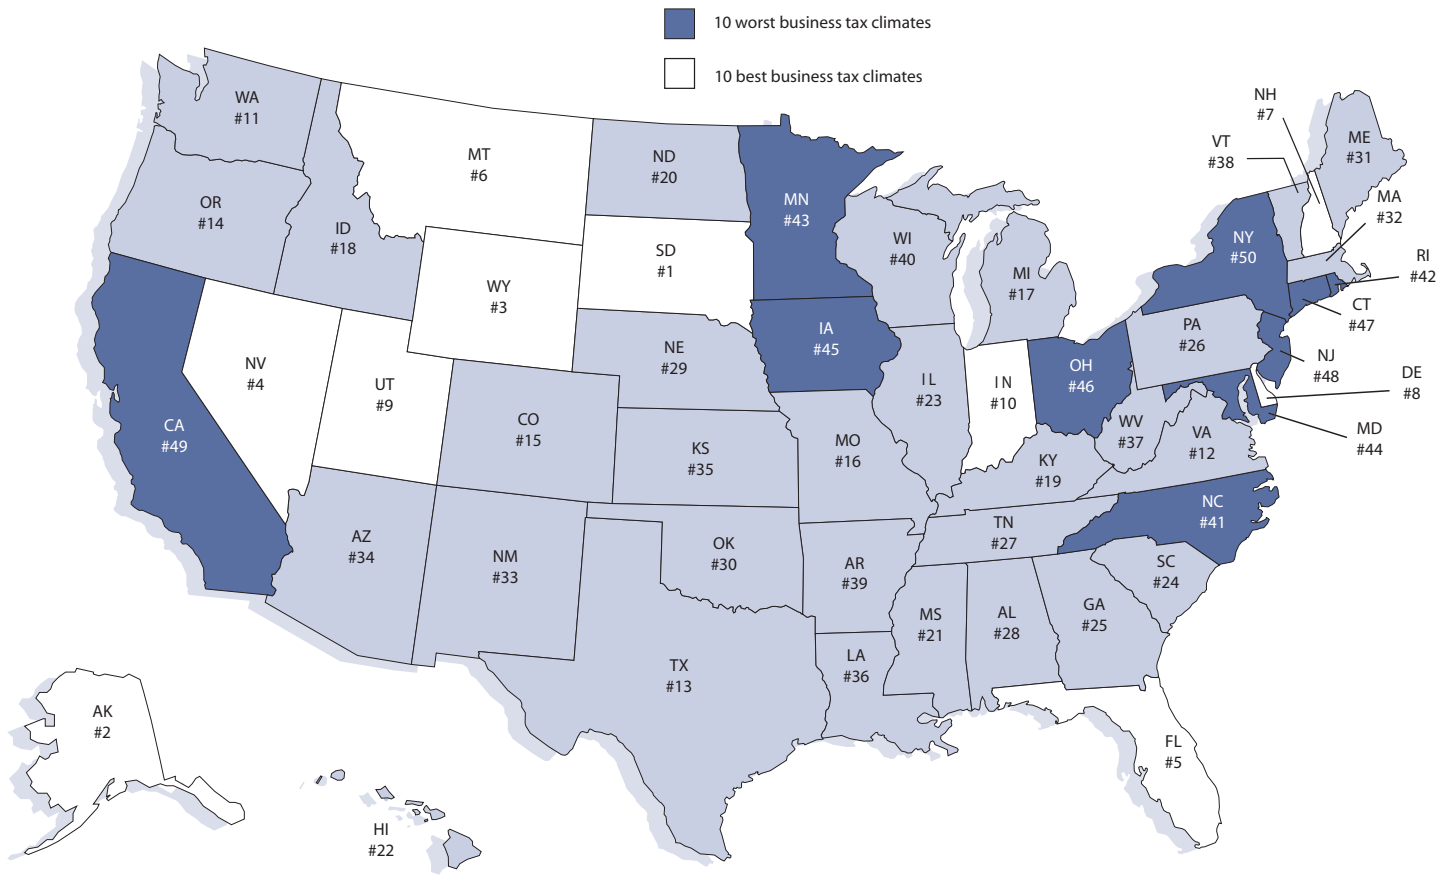 10 worst business tax climates
10 best business tax climates
WA
#11
OR
#14
CA
#49
ID
#18
NV
#4
MT
#6
WY
#3
UT
#9
AZ
#34
CO
#15
NM
#33
ND
#20
SD
#1
NE
#29
KS
#35
OK
#30
TX
#13
MN
#43
IA
#45
MO
#16
AR
#39
LA
#36
WI
#40
IL
#23
MI
#17
IN
#10
OH
#46
KY
#19
TN
#27
MS
#21
AL
#28
GA
#25
FL
#5
SC
#24
NC
#41
VA
#12
WV
#37
PA
#26
NY
#50
VT
#38
NH
#7
ME
#31
MA
#32
RI
#42
CT
#47
NJ
#48
DE
#8
MD
#44
AK
#2
HI
#22